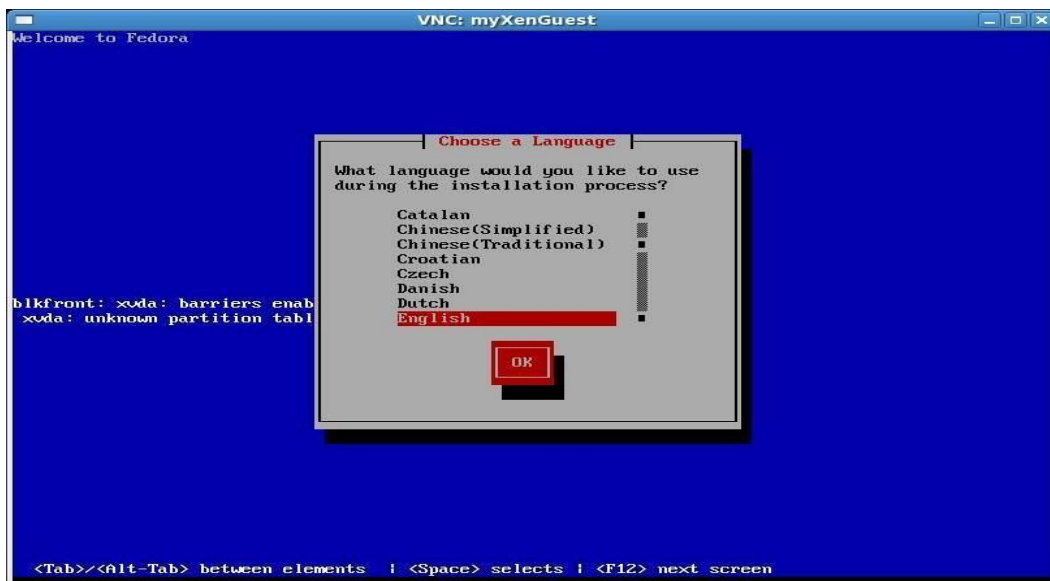 VNC: myXenGuest
Welcome to Fedora
Choose a Language
What language would you like to use
during the installation process?
Catalan
Chinese(Simplified)
Chinese(Traditional)
Croatian
Czech
Danish
blkfront: xvda: barriers enab
Dutch
xvda: unknown partition tabl
English
OK
<Tab>/<Alt-Tab> between elements | <Space> selects | <F12> next screen